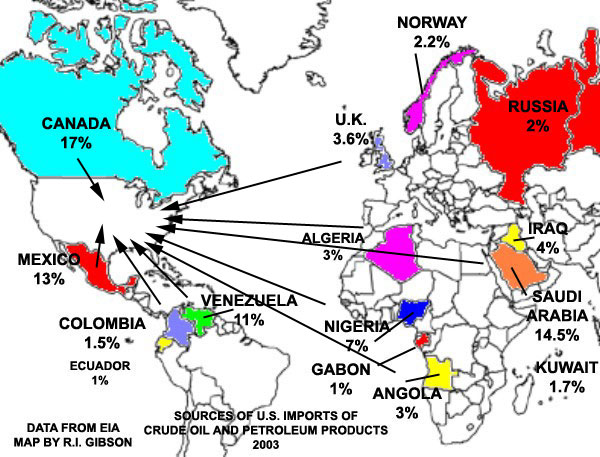 NORWAY
2.2%
RUSSIA
2%
U.K.
3.6%
CANADA
17%
ALGERIA
3%
IRAQ
4%
MEXICO
13%
SAUDI
ARABIA
14.5%
VENEZUELA
11%
COLOMBIA
1.5%
NIGERIA
7%
ECUADOR
1%
GABON
1%
KUWAIT
1.7%
ANGOLA
3%
DATA FROM EIA
MAP BY R.I. GIBSON
SOURCES OF U.S. IMPORTS OF
CRUDE OIL AND PETROLEUM PRODUCTS
2003